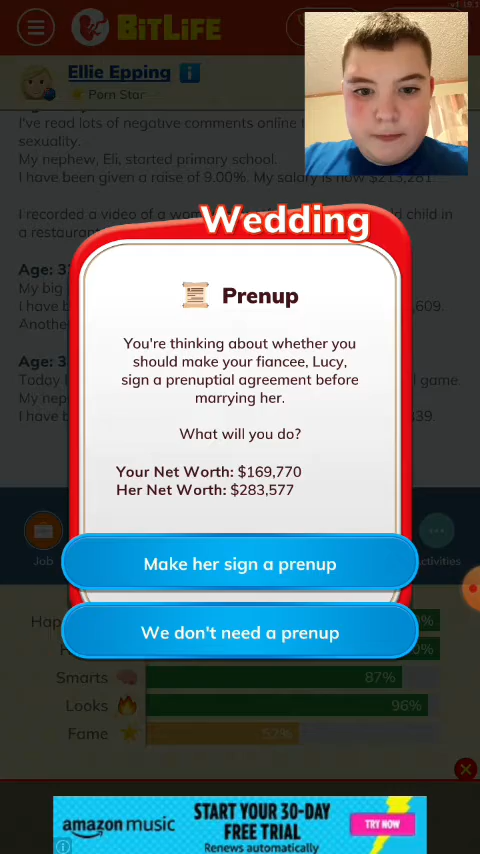 BITLIFE
Ellie Epping
Porn Star
I've read lots of negative comments online
sexuality.
My nephew, Eli, started primary school.
I have been given a raise of 9.00%. My salary is now $213,281
I recorded a video of a child in
a restaurant
Age: 3
My big
I have b 609.
Anothe
Age: 3
Today I l game.
My nep
I have b 39.
Wedding
Prenup
You're thinking about whether you
should make your fiancee, Lucy,
sign a prenuptial agreement before
marrying her.
What will you do?
Your Net Worth: $169,770
Her Net Worth: $283,577
Job
ctivities
Make her sign a prenup
We don't need a prenup
Hap %
0%
Smarts 87%
Looks 96%
Fame 52%
amazon music
START YOUR 30-DAY
FREE TRIAL
Renews automatically
TRY NOW